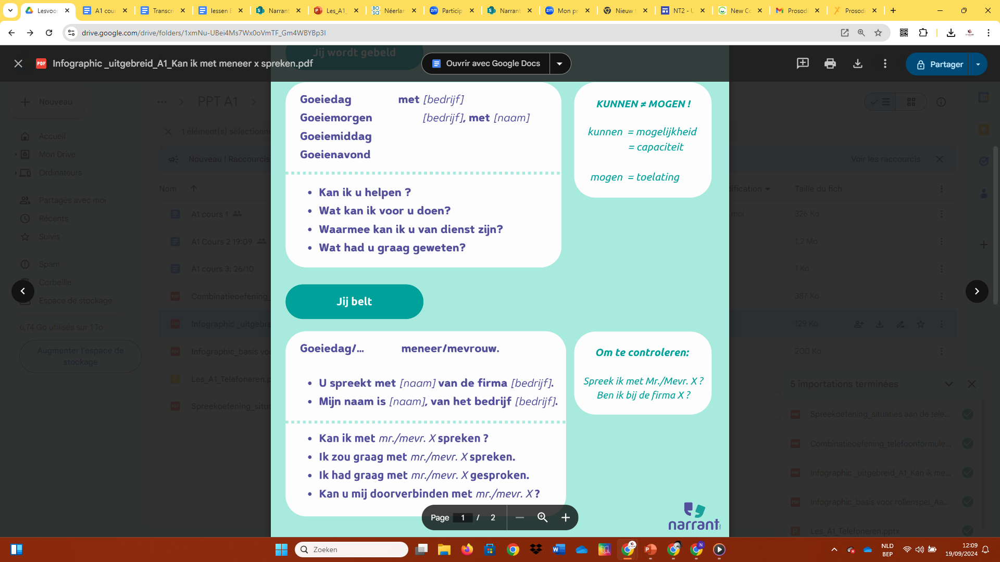 Lesvoor
A1 cour
Transcri
lessen E
Narrant
Les_A1_
Néerlan
Particip
Narrant
Mon pr
Nieuw t
NT2 - U
New Co
Prosodi
Prosodi
drive.google.com/drive/folders/1xmNu-UBei4Ms7Wx0oVmTF_Gm4WBYBp3I
Jij wordt gebeld
Infographic _uitgebreid_A1_Kan ik met meneer x spreken.pdf
Ouvrir avec Google Docs
Partager
Nouveau
PPT A1
Accueil
Mon Drive
Ordinateurs
Partagés avec moi
Récents
Suivis
Spam
Corbeille
Espace de stockage
6,74 Go utilisés sur 1 To
Augmenter l'espace de
stockage
1 élément(s) sélectionné
Nouveau ! Raccourcis
Voir les raccourcis
Nom
dification
Taille du fich
A1 cours 1
moi
326 Ko
A1 Cours 2 19:09
1,2 Mo
A1 cours 3: 26/10
1 Ko
Combinatieoefening_
387 Ko
Infographic _uitgebre
129 Ko
Infographic_basis voo
200 Ko
Les_A1_Telefoneren.p
Spreekoefening_situa
Goeiedag met [bedrijf]
Goeiemorgen [bedrijf], met [naam]
Goeiemiddag
Goeienavond
• Kan ik u helpen ?
• Wat kan ik voor u doen?
• Waarmee kan ik u van dienst zijn?
• Wat had u graag geweten?
KUNNEN ≠ MOGEN !
kunnen = mogelijkheid
= capaciteit
mogen = toelating
Jij belt
Goeiedag/... meneer/mevrouw.
• U spreekt met [naam] van de firma [bedrijf].
• Mijn naam is [naam], van het bedrijf [bedrijf].
• Kan ik met mr./mevr. X spreken ?
• Ik zou graag met mr./mevr. X spreken.
• Ik had graag met mr./mevr. X gesproken.
• Kan u mij doorverbinden met mr./mevr. X ?
Om te controleren:
Spreek ik met Mr./Mevr. X ?
Ben ik bij de firma X ?
5 importations terminées
Spreekoefening_situaties aan de tele...
Combinatieoefening_telefoonformule...
Infographic _uitgebreid_A1_Kan ik me...
Infographic_basis voor rollenspel_Aa...
Les_A1_Telefoneren.pptx
Page 1 / 2
narrant
Zoeken
NLD
BEP
12:09
19/09/2024